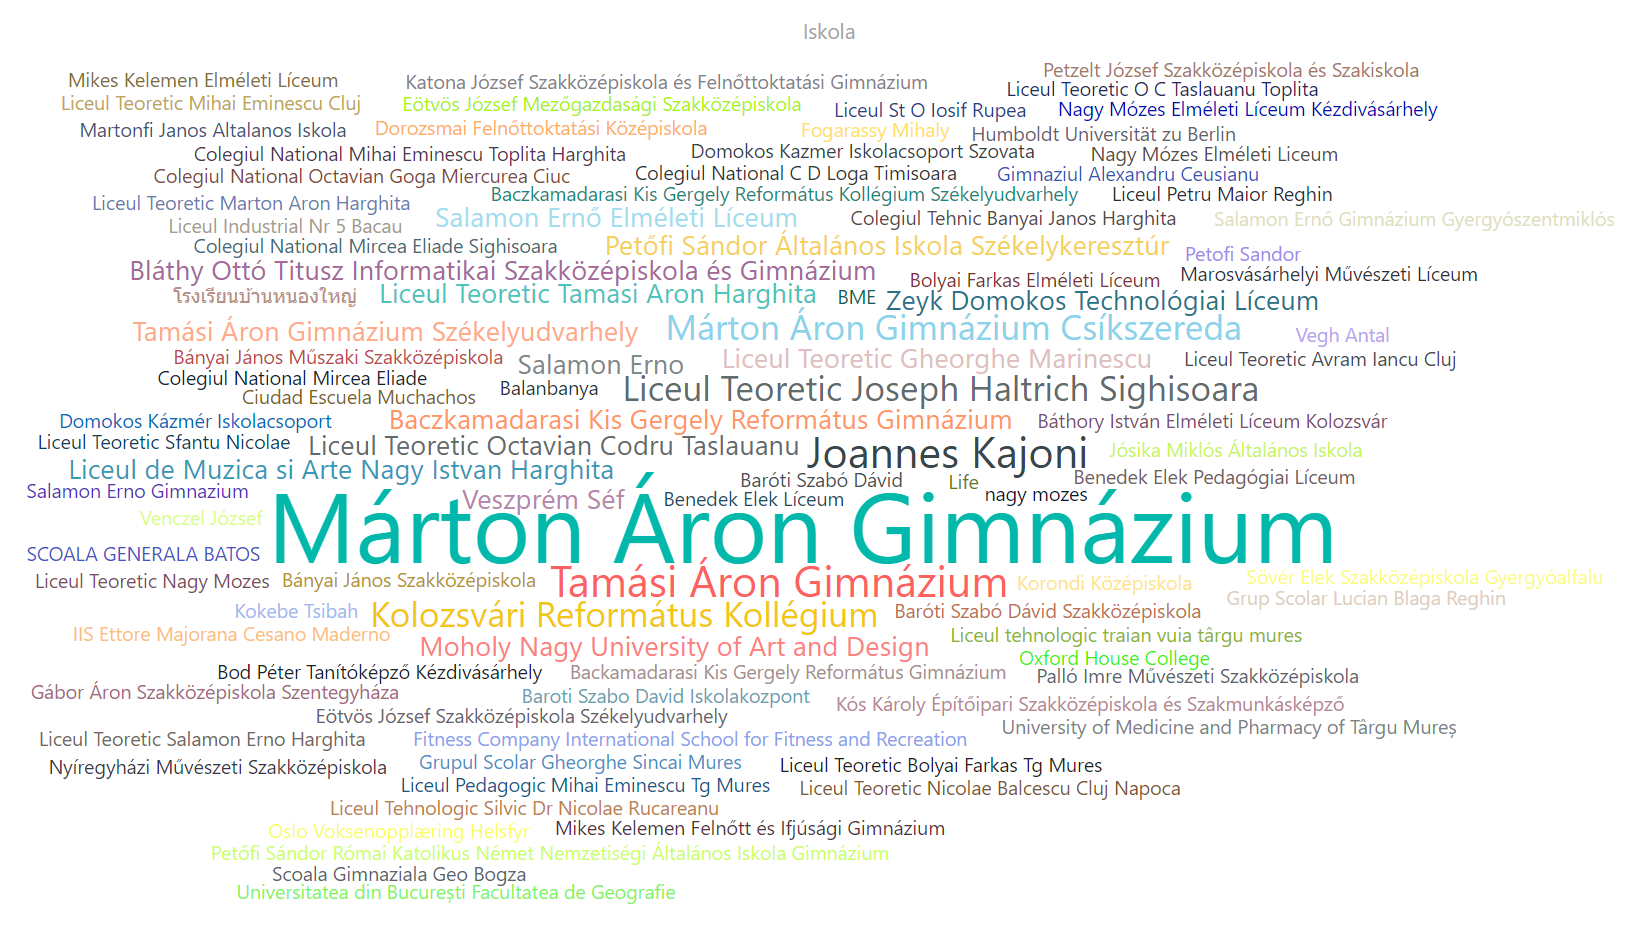 Iskola
Mikes Kelemen Elméleti Líceum
Katona József Szakközépiskola és Felnőttoktatási Gimnázium
Petzelt József Szakközépiskola és Szakiskola
Liceul Teoretic O C Taslauanu Toplita
Liceul Teoretic Mihai Eminescu Cluj
Eötvös József Mezőgazdasági Szakközépiskola
Liceul St O Iosif Rupea
Nagy Mózes Elméleti Líceum Kézdivásárhely
Martonfi Janos Altalanos Iskola
Dorozsmai Felnőttoktatási Középiskola
Fogarassy Mihaly
Humboldt Universität zu Berlin
Colegiul National Mihai Eminescu Toplita Harghita
Domokos Kazmer Iskolacsoport Szovata
Nagy Mózes Elméleti Liceum
Colegiul National Octavian Goga Miercurea Ciuc
Colegiul National C D Loga Timisoara
Gimnaziul Alexandru Ceusianu
Baczkamadarasi Kis Gergely Református Kollégium Székelyudvarhely
Liceul Petru Maior Reghin
Liceul Teoretic Marton Aron Harghita
Salamon Ernő Elméleti Líceum
Colegiul Tehnic Banyai Janos Harghita
Salamon Ernő Gimnázium Gyergyószentmiklós
Liceul Industrial Nr 5 Bacau
Colegiul National Mircea Eliade Sighisoara
Petőfi Sándor Általános Iskola Székelykeresztúr
Petofi Sandor
Bláthy Ottó Titusz Informatikai Szakközépiskola és Gimnázium
Bolyai Farkas Elméleti Líceum
Marosvásárhelyi Művészeti Líceum
โรงเรียนบ้านหนองใหญ่
Liceul Teoretic Tamasi Aron Harghita
BME
Zeyk Domokos Technológiai Líceum
Tamási Áron Gimnázium Székelyudvarhely
Márton Áron Gimnázium Csíkszereda
Vegh Antal
Bányai János Műszaki Szakközépiskola
Salamon Erno
Liceul Teoretic Gheorghe Marinescu
Liceul Teoretic Avram Iancu Cluj
Colegiul National Mircea Eliade
Balanbanya
Liceul Teoretic Joseph Haltrich Sighisoara
Ciudad Escuela Muchachos
Domokos Kázmér Iskolacsoport
Baczkamadarasi Kis Gergely Református Gimnázium
Báthory István Elméleti Líceum Kolozsvár
Liceul Teoretic Sfantu Nicolae
Liceul Teoretic Octavian Codru Taslauanu
Joannes Kajoni
Jósika Miklós Általános Iskola
Liceul de Muzica si Arte Nagy Istvan Harghita
Baróti Szabó Dávid
Life
Benedek Elek Pedagógiai Líceum
Salamon Erno Gimnazium
Veszprém Séf
Benedek Elek Líceum
nagy mozes
Venczel József
Márton Áron Gimnázium
SCOALA GENERALA BATOS
Liceul Teoretic Nagy Mozes
Bányai János Szakközépiskola
Tamási Áron Gimnázium
Korondi Középiskola
Sövér Elek Szakközépiskola Gyergyóalfalu
Grup Scolar Lucian Blaga Reghin
Kokebe Tsibah
Kolozsvári Református Kollégium
Baróti Szabó Dávid Szakközépiskola
IIS Ettore Majorana Cesano Maderno
Moholy Nagy University of Art and Design
Liceul tehnologic traian vuia târgu mures
Oxford House College
Bod Péter Tanítóképző Kézdivásárhely
Backamadarasi Kis Gergely Református Gimnázium
Palló Imre Művészeti Szakközépiskola
Gábor Áron Szakközépiskola Szentegyháza
Baroti Szabo David Iskolakozpont
Kós Károly Építőipari Szakközépiskola és Szakmunkásképző
Eötvös József Szakközépiskola Székelyudvarhely
University of Medicine and Pharmacy of Târgu Mureș
Liceul Teoretic Salamon Erno Harghita
Fitness Company International School for Fitness and Recreation
Nyíregyházi Művészeti Szakközépiskola
Grupul Scolar Gheorghe Sincai Mures
Liceul Teoretic Bolyai Farkas Tg Mures
Liceul Pedagogic Mihai Eminescu Tg Mures
Liceul Teoretic Nicolae Balcescu Cluj Napoca
Liceul Tehnologic Silvic Dr Nicolae Rucareanu
Oslo Voksenopplæring Helsfyr
Mikes Kelemen Felnőtt és Ifjúsági Gimnázium
Petőfi Sándor Római Katolikus Német Nemzetiségi Általános Iskola Gimnázium
Scoala Gimnaziala Geo Bogza
Universitatea din București Facultatea de Geografie